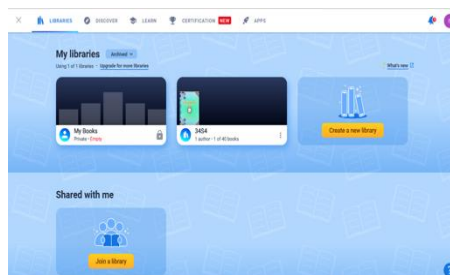 LIBRARIES DISCOVER LEARN CERTIFICATION NEW APPS
My libraries Archived
Using 1 of 1 libraries • Upgrade for more libraries
What's new
My Books
Private • Empty
34S4
1 author • 1 of 40 books
Create a new library
Shared with me
Join a library